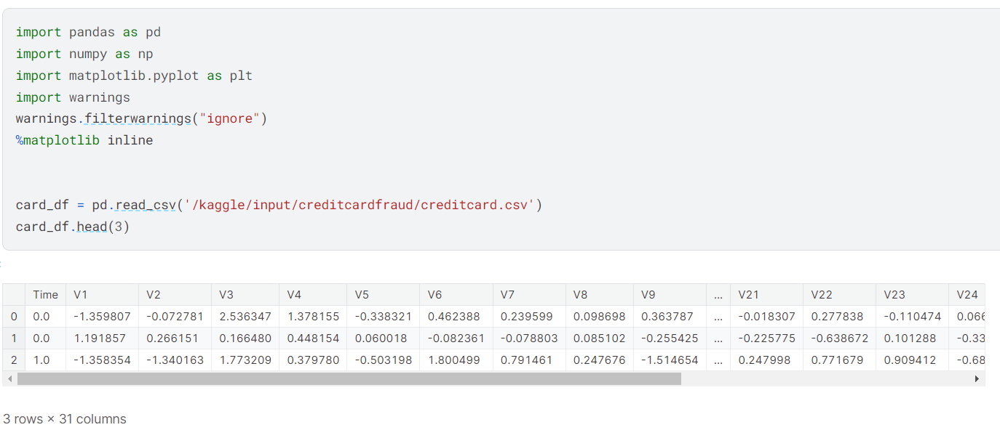 import pandas as pd
import numpy as np
import matplotlib.pyplot as plt
import warnings
warnings.filterwarnings("ignore")
%matplotlib inline
card_df = pd.read_csv('/kaggle/input/creditcardfraud/creditcard.csv')
card_df.head(3)
Time V1 V2 V3 V4 V5 V6 V7 V8 V9 ... V21 V22 V23 V24
0 0.0 -1.359807 -0.072781 2.536347 1.378155 -0.338321 0.462388 0.239599 0.098698 0.363787 ... -0.018307 0.277838 -0.110474 0.066
1 0.0 1.191857 0.266151 0.166480 0.448154 0.060018 -0.082361 -0.078803 0.085102 -0.255425 ... -0.225775 -0.638672 0.101288 -0.33
2 1.0 -1.358354 -1.340163 1.773209 0.379780 -0.503198 1.800499 0.791461 0.247676 -1.514654 ... 0.247998 0.771679 0.909412 -0.68
3 rows × 31 columns